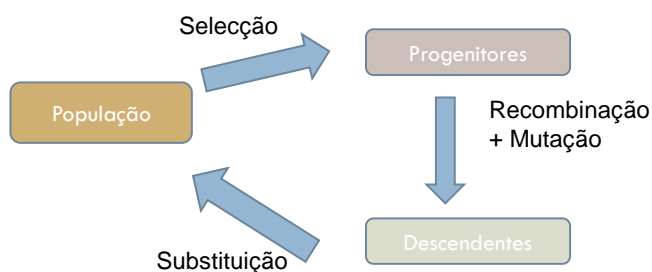 Selecção
Progenitores
População
Recombinação
+ Mutação
Descendentes
Substituição